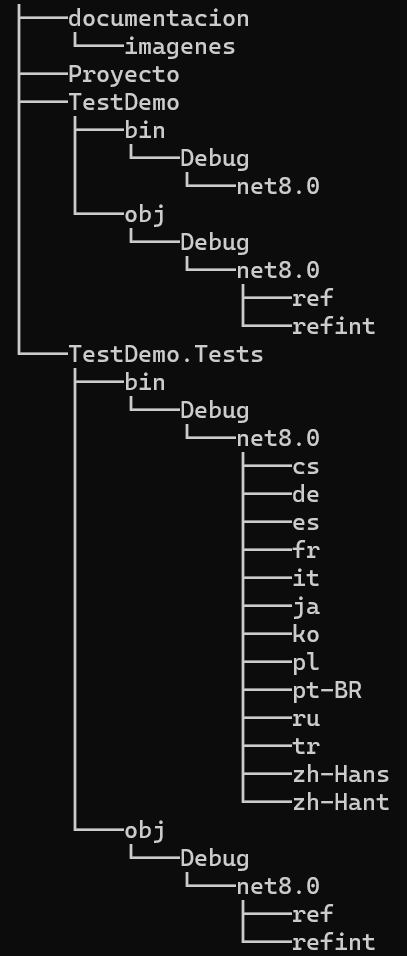 ├───documentacion
│   └───imagenes
├───Proyecto
├───TestDemo
│   ├───bin
│   │   └───Debug
│   │       └───net8.0
│   └───obj
│       └───Debug
│           └───net8.0
│               ├───ref
│               └───refint
└───TestDemo.Tests
    ├───bin
    │   └───Debug
    │       └───net8.0
    │           ├───cs
    │           ├───de
    │           ├───es
    │           ├───fr
    │           ├───it
    │           ├───ja
    │           ├───ko
    │           ├───pl
    │           ├───pt-BR
    │           ├───ru
    │           ├───tr
    │           ├───zh-Hans
    │           └───zh-Hant
    └───obj
        └───Debug
            └───net8.0
                ├───ref
                └───refint